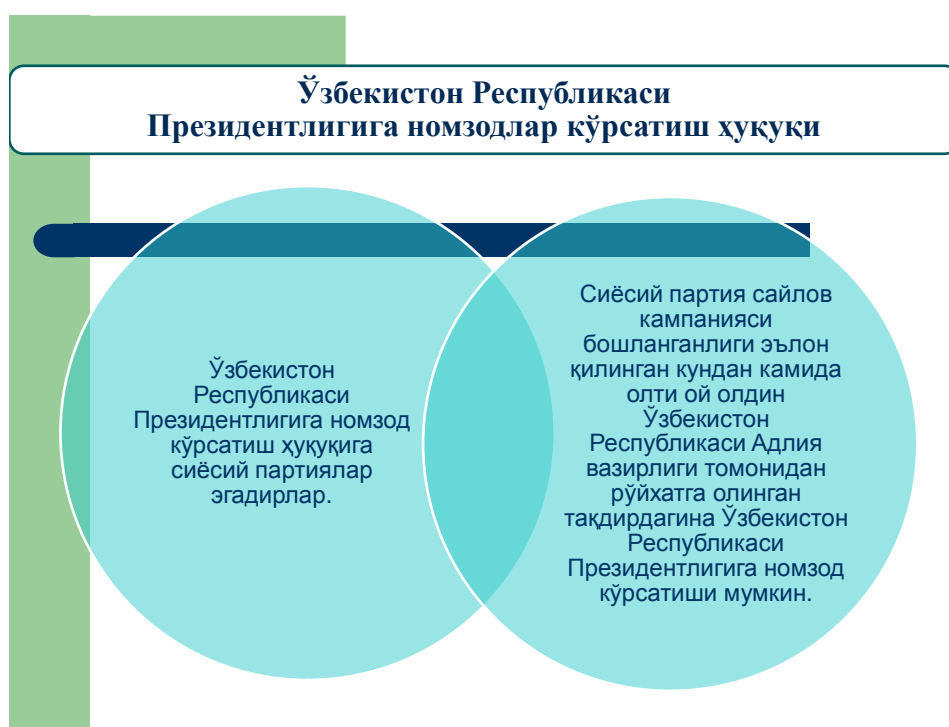 Ўзбекистон Республикаси
Президентлигига номзодлар кўрсатиш ҳуқуқи
Ўзбекистон
Республикаси
Президентлигига номзод
кўрсатиш ҳуқуқига
сиёсий партиялар
эгадирлар.
Сиёсий партия сайлов
кампанияси
бошланганлиги эълон
қилинган кундан камида
олти ой олдин
Ўзбекистон
Республикаси Адлия
вазирлиги томонидан
рўйхатга олинган
тақдирдагина Ўзбекистон
Республикаси
Президентлигига номзод
кўрсатиши мумкин.